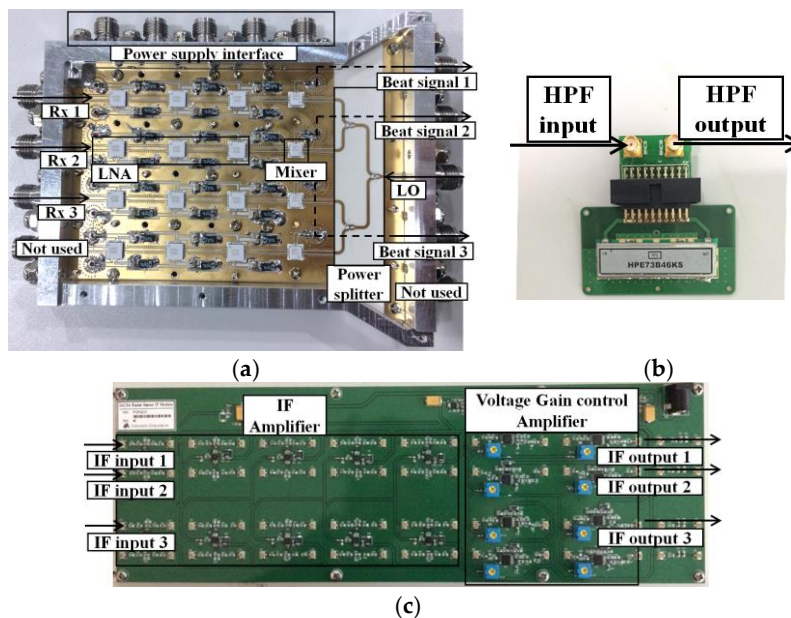 Power supply interface
Beat signal 1
Rx 1
Beat signal 2
Rx 2
LNA
Mixer
LO
Rx 3
Not used
Beat signal 3
Power
splitter
Not used
(a)
HPF
input
HPF
output
HPE73B46KS
(b)
IF
Amplifier
Voltage Gain control
Amplifier
IF input 1
IF output 1
IF input 2
IF output 2
IF input 3
IF output 3
(c)